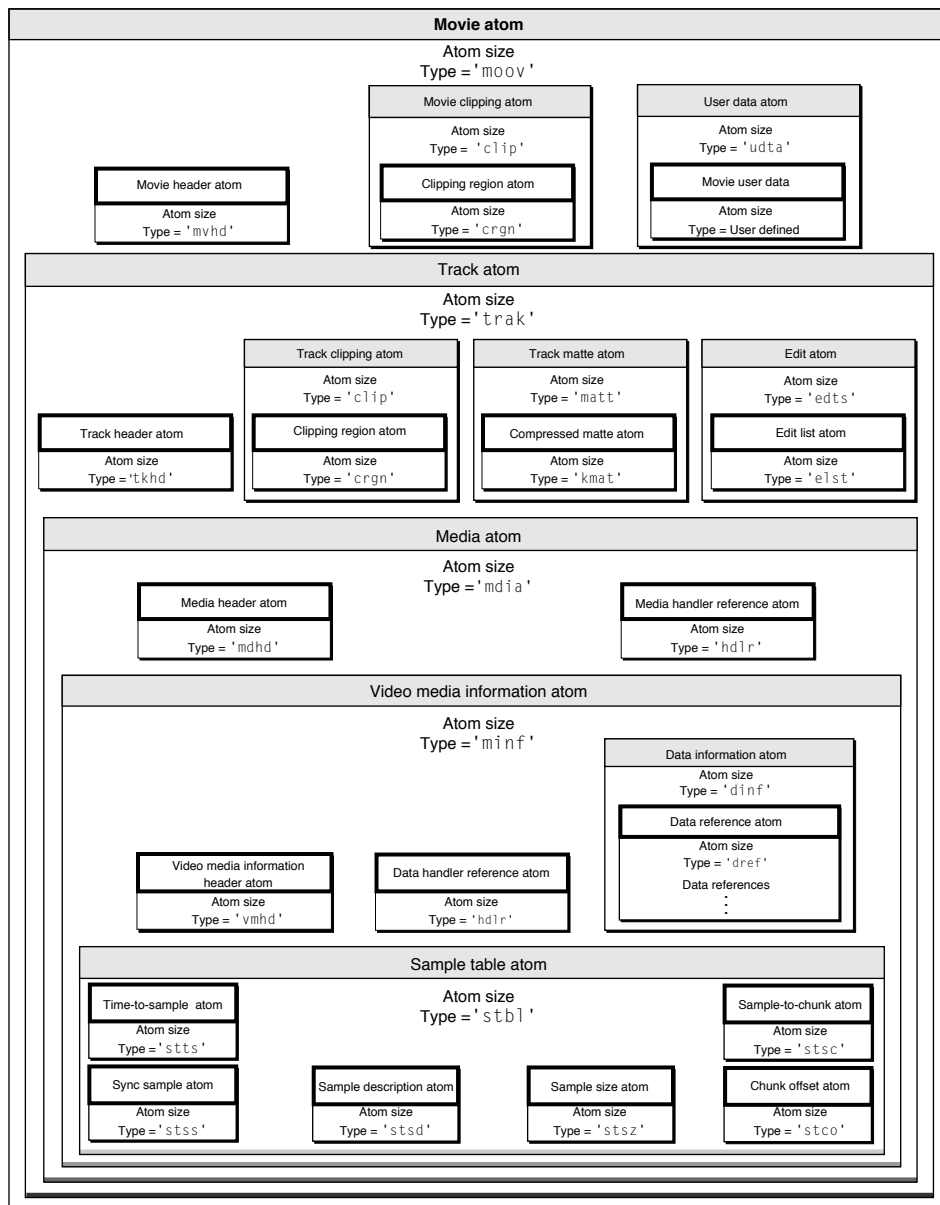 Movie atom
Atom size
Type = 'moov'
Movie clipping atom
Atom size
Type = 'clip'
Clipping region atom
Atom size
Type = 'crgn'
User data atom
Atom size
Type = 'udta'
Movie user data
Atom size
Type = User defined
Movie header atom
Atom size
Type = 'mvhd'
Track atom
Atom size
Type = 'trak'
Track header atom
Atom size
Type = 'tkhd'
Track clipping atom
Atom size
Type = 'clip'
Clipping region atom
Atom size
Type = 'crgn'
Track matte atom
Atom size
Type = 'matt'
Compressed matte atom
Atom size
Type = 'kmat'
Edit atom
Atom size
Type = 'edts'
Edit list atom
Atom size
Type = 'elst'
Media atom
Atom size
Type = 'mdia'
Media header atom
Atom size
Type = 'mdhd'
Media handler reference atom
Atom size
Type = 'hdlr'
Video media information atom
Atom size
Type = 'minf'
Data information atom
Atom size
Type = 'dinf'
Data reference atom
Atom size
Type = 'dref'
Data references
Video media information
header atom
Atom size
Type = 'vmhd'
Data handler reference atom
Atom size
Type = 'hdlr'
Sample table atom
Atom size
Type = 'stbl'
Time-to-sample atom
Atom size
Type = 'stts'
Sample-to-chunk atom
Atom size
Type = 'stsc'
Sync sample atom
Atom size
Type = 'stss'
Sample description atom
Atom size
Type = 'stsd'
Sample size atom
Atom size
Type = 'stsz'
Chunk offset atom
Atom size
Type = 'stco'